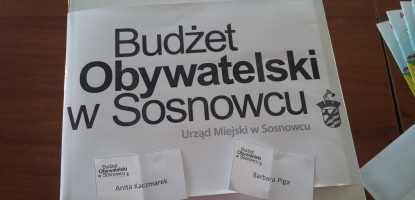 Budżet
Obywatelski
w Sosnowcu
Urząd Miejski w Sosnowcu
Budżet
Obywatelski
w Sosnowcu
Anita Kaczmarek
Budżet
Obywatelski
w Sosnowcu
Barbara Piga